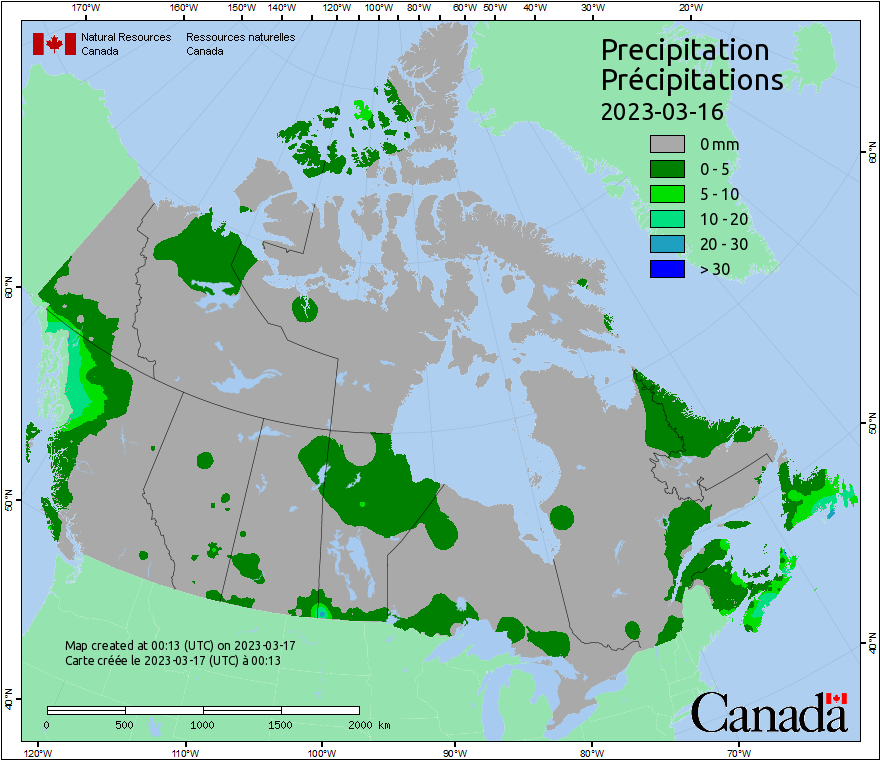 170°W 160°W 150°W 140°W 120°W 100°W 80°W 60°W 50°W 40°W 30°W 20°W
Natural Resources Canada
Ressources naturelles Canada
Precipitation
Précipitations
2023-03-16
0 mm
0 - 5
5 - 10
10 - 20
20 - 30
> 30
60°N
50°N
40°N
60°N
50°N
40°N
Map created at 00:13 (UTC) on 2023-03-17
Carte créée le 2023-03-17 (UTC) à 00:13
0 500 1000 1500 2000 km
Canada
120°W 110°W 100°W 90°W 80°W 70°W